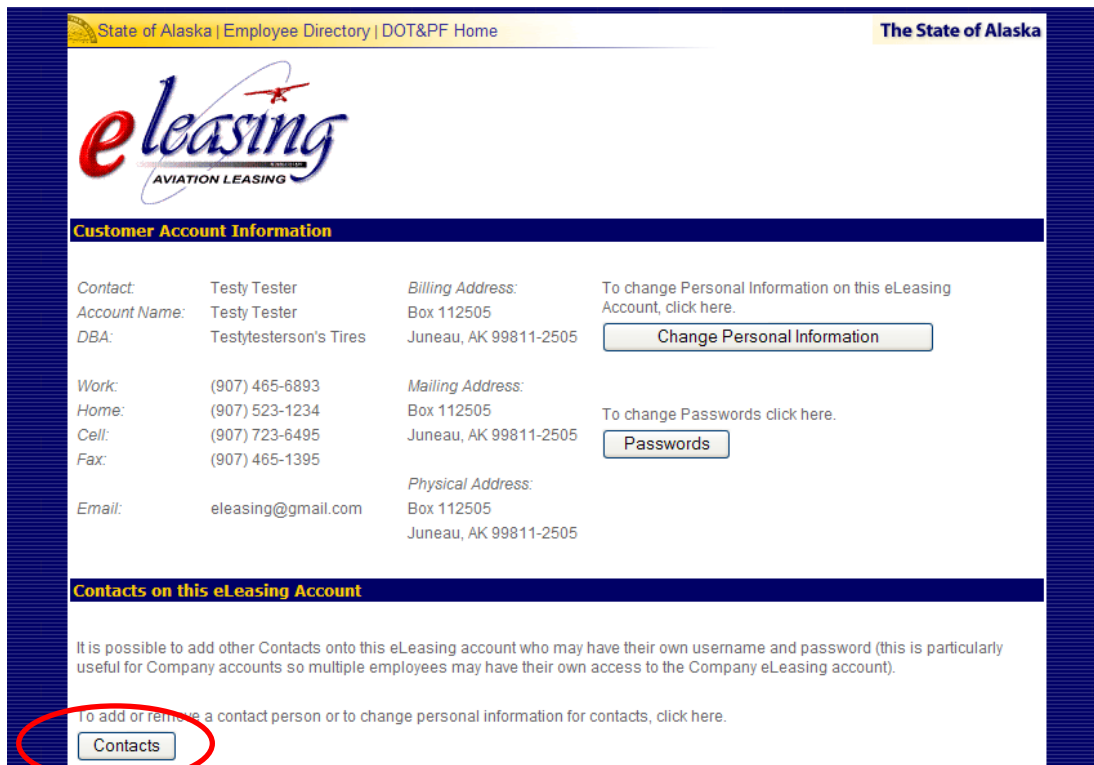 State of Alaska | Employee Directory | DOT&PF Home
The State of Alaska
eleasing
AVIATION LEASING
Customer Account Information
Contact: Testy Tester
Account Name: Testy Tester
DBA: Testytesterson's Tires
Work: (907) 465-6893
Home: (907) 523-1234
Cell: (907) 723-6495
Fax: (907) 465-1395
Email: eleasing@gmail.com
Billing Address:
Box 112505
Juneau, AK 99811-2505
Mailing Address:
Box 112505
Juneau, AK 99811-2505
Physical Address:
Box 112505
Juneau, AK 99811-2505
To change Personal Information on this eLeasing
Account, click here.
Change Personal Information
To change Passwords click here.
Passwords
Contacts on this eLeasing Account
It is possible to add other Contacts onto this eLeasing account who may have their own username and password (this is particularly
useful for Company accounts so multiple employees may have their own access to the Company eLeasing account).
To add or remove a contact person or to change personal information for contacts, click here.
Contacts